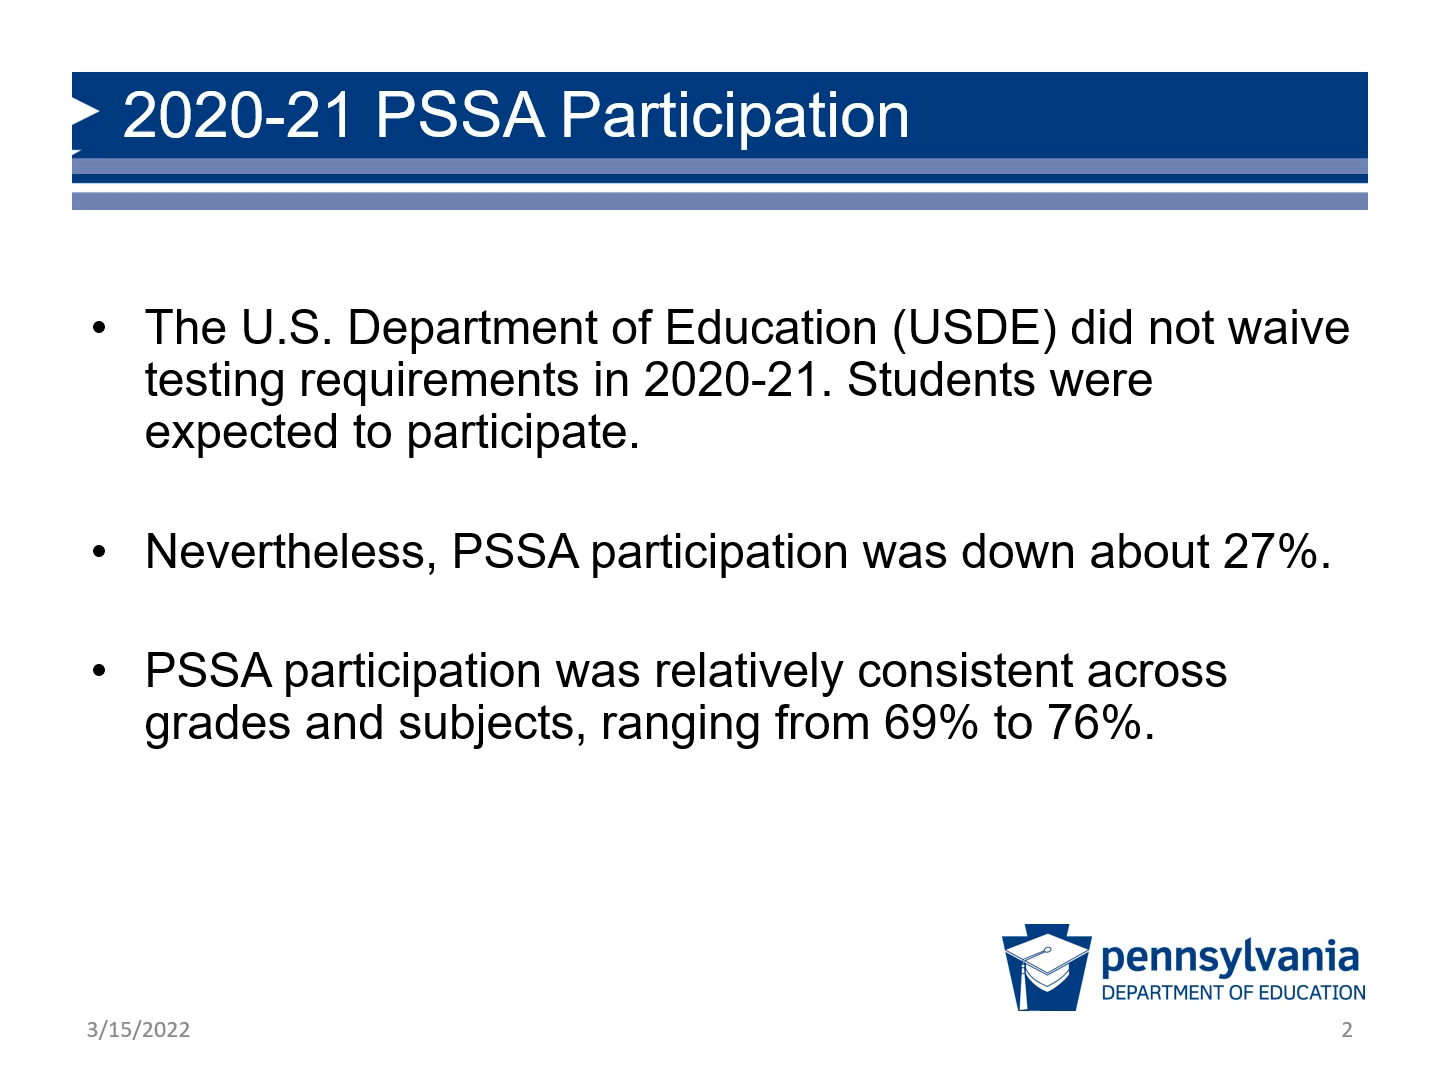 2020-21 PSSA Participation
• The U.S. Department of Education (USDE) did not waive
testing requirements in 2020-21. Students were
expected to participate.
• Nevertheless, PSSA participation was down about 27%.
• PSSA participation was relatively consistent across
grades and subjects, ranging from 69% to 76%.
pennsylvania
DEPARTMENT OF EDUCATION
3/15/2022
2